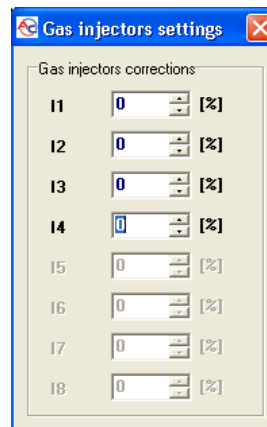 Gas injectors settings
Gas injectors corrections
I1 0 [%]
I2 0 [%]
I3 0 [%]
I4 0 [%]
I5 0 [%]
I6 0 [%]
I7 0 [%]
I8 0 [%]